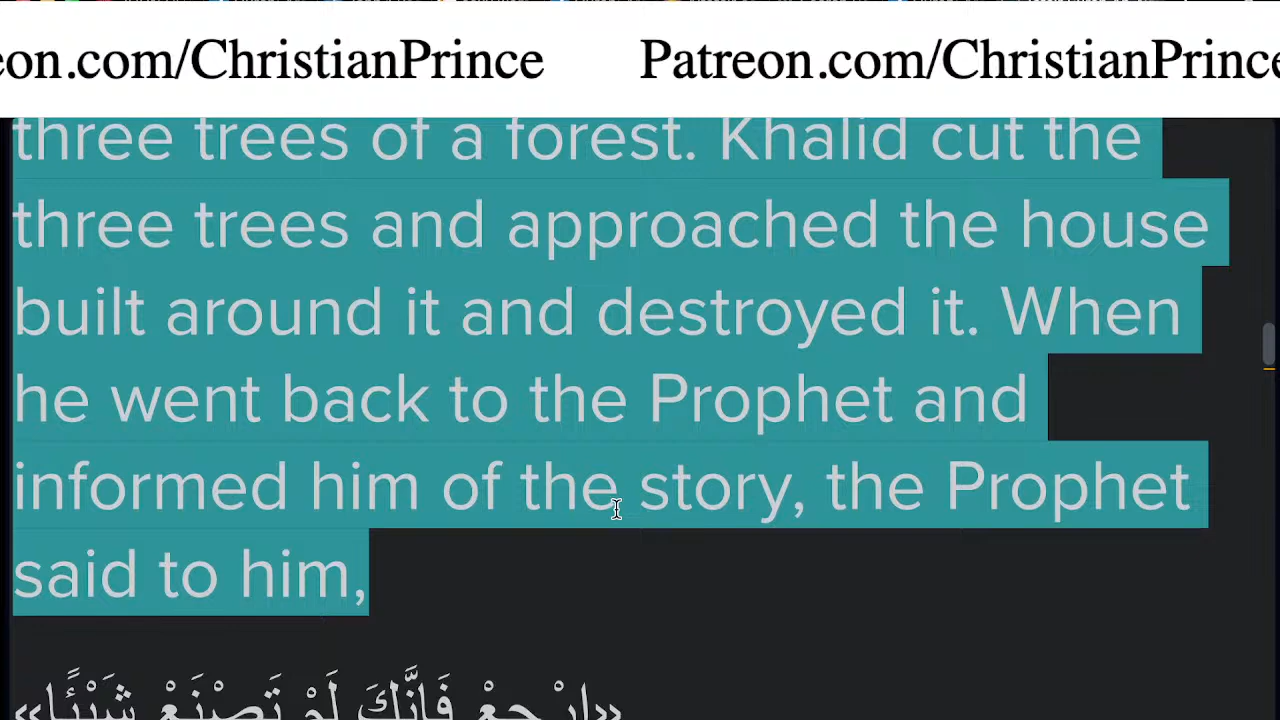 eon.com/ChristianPrince Patreon.com/ChristianPrince
three trees of a forest. Khalid cut the
three trees and approached the house
built around it and destroyed it. When
he went back to the Prophet and
informed him of the story, the Prophet
said to him,
«ارْجِعْ فَإِنَّكَ لَمْ تَصْنَعْ شَيْئًا»